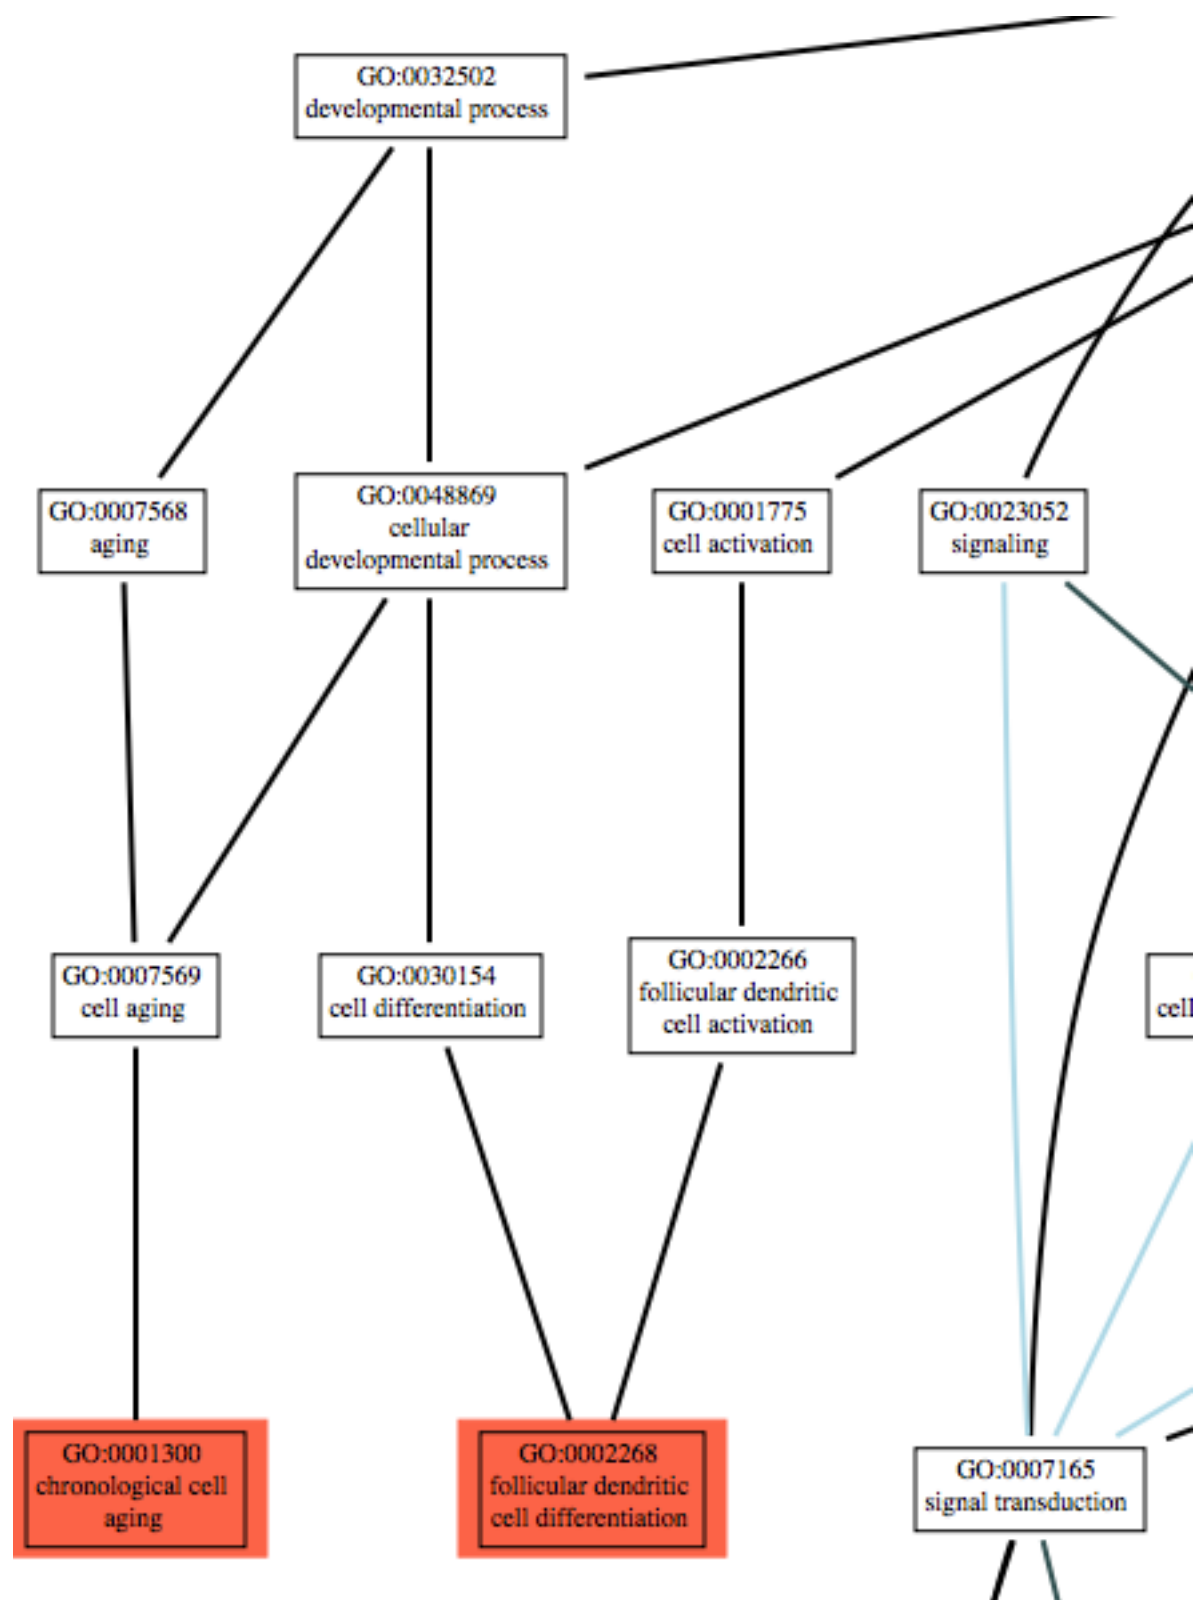 GO:0032502
developmental process
GO:0007568
aging
GO:0048869
cellular
developmental process
GO:0001775
cell activation
GO:0023052
signaling
GO:0007569
cell aging
GO:0030154
cell differentiation
GO:0002266
follicular dendritic
cell activation
cell
GO:0001300
chronological cell
aging
GO:0002268
follicular dendritic
cell differentiation
GO:0007165
signal transduction